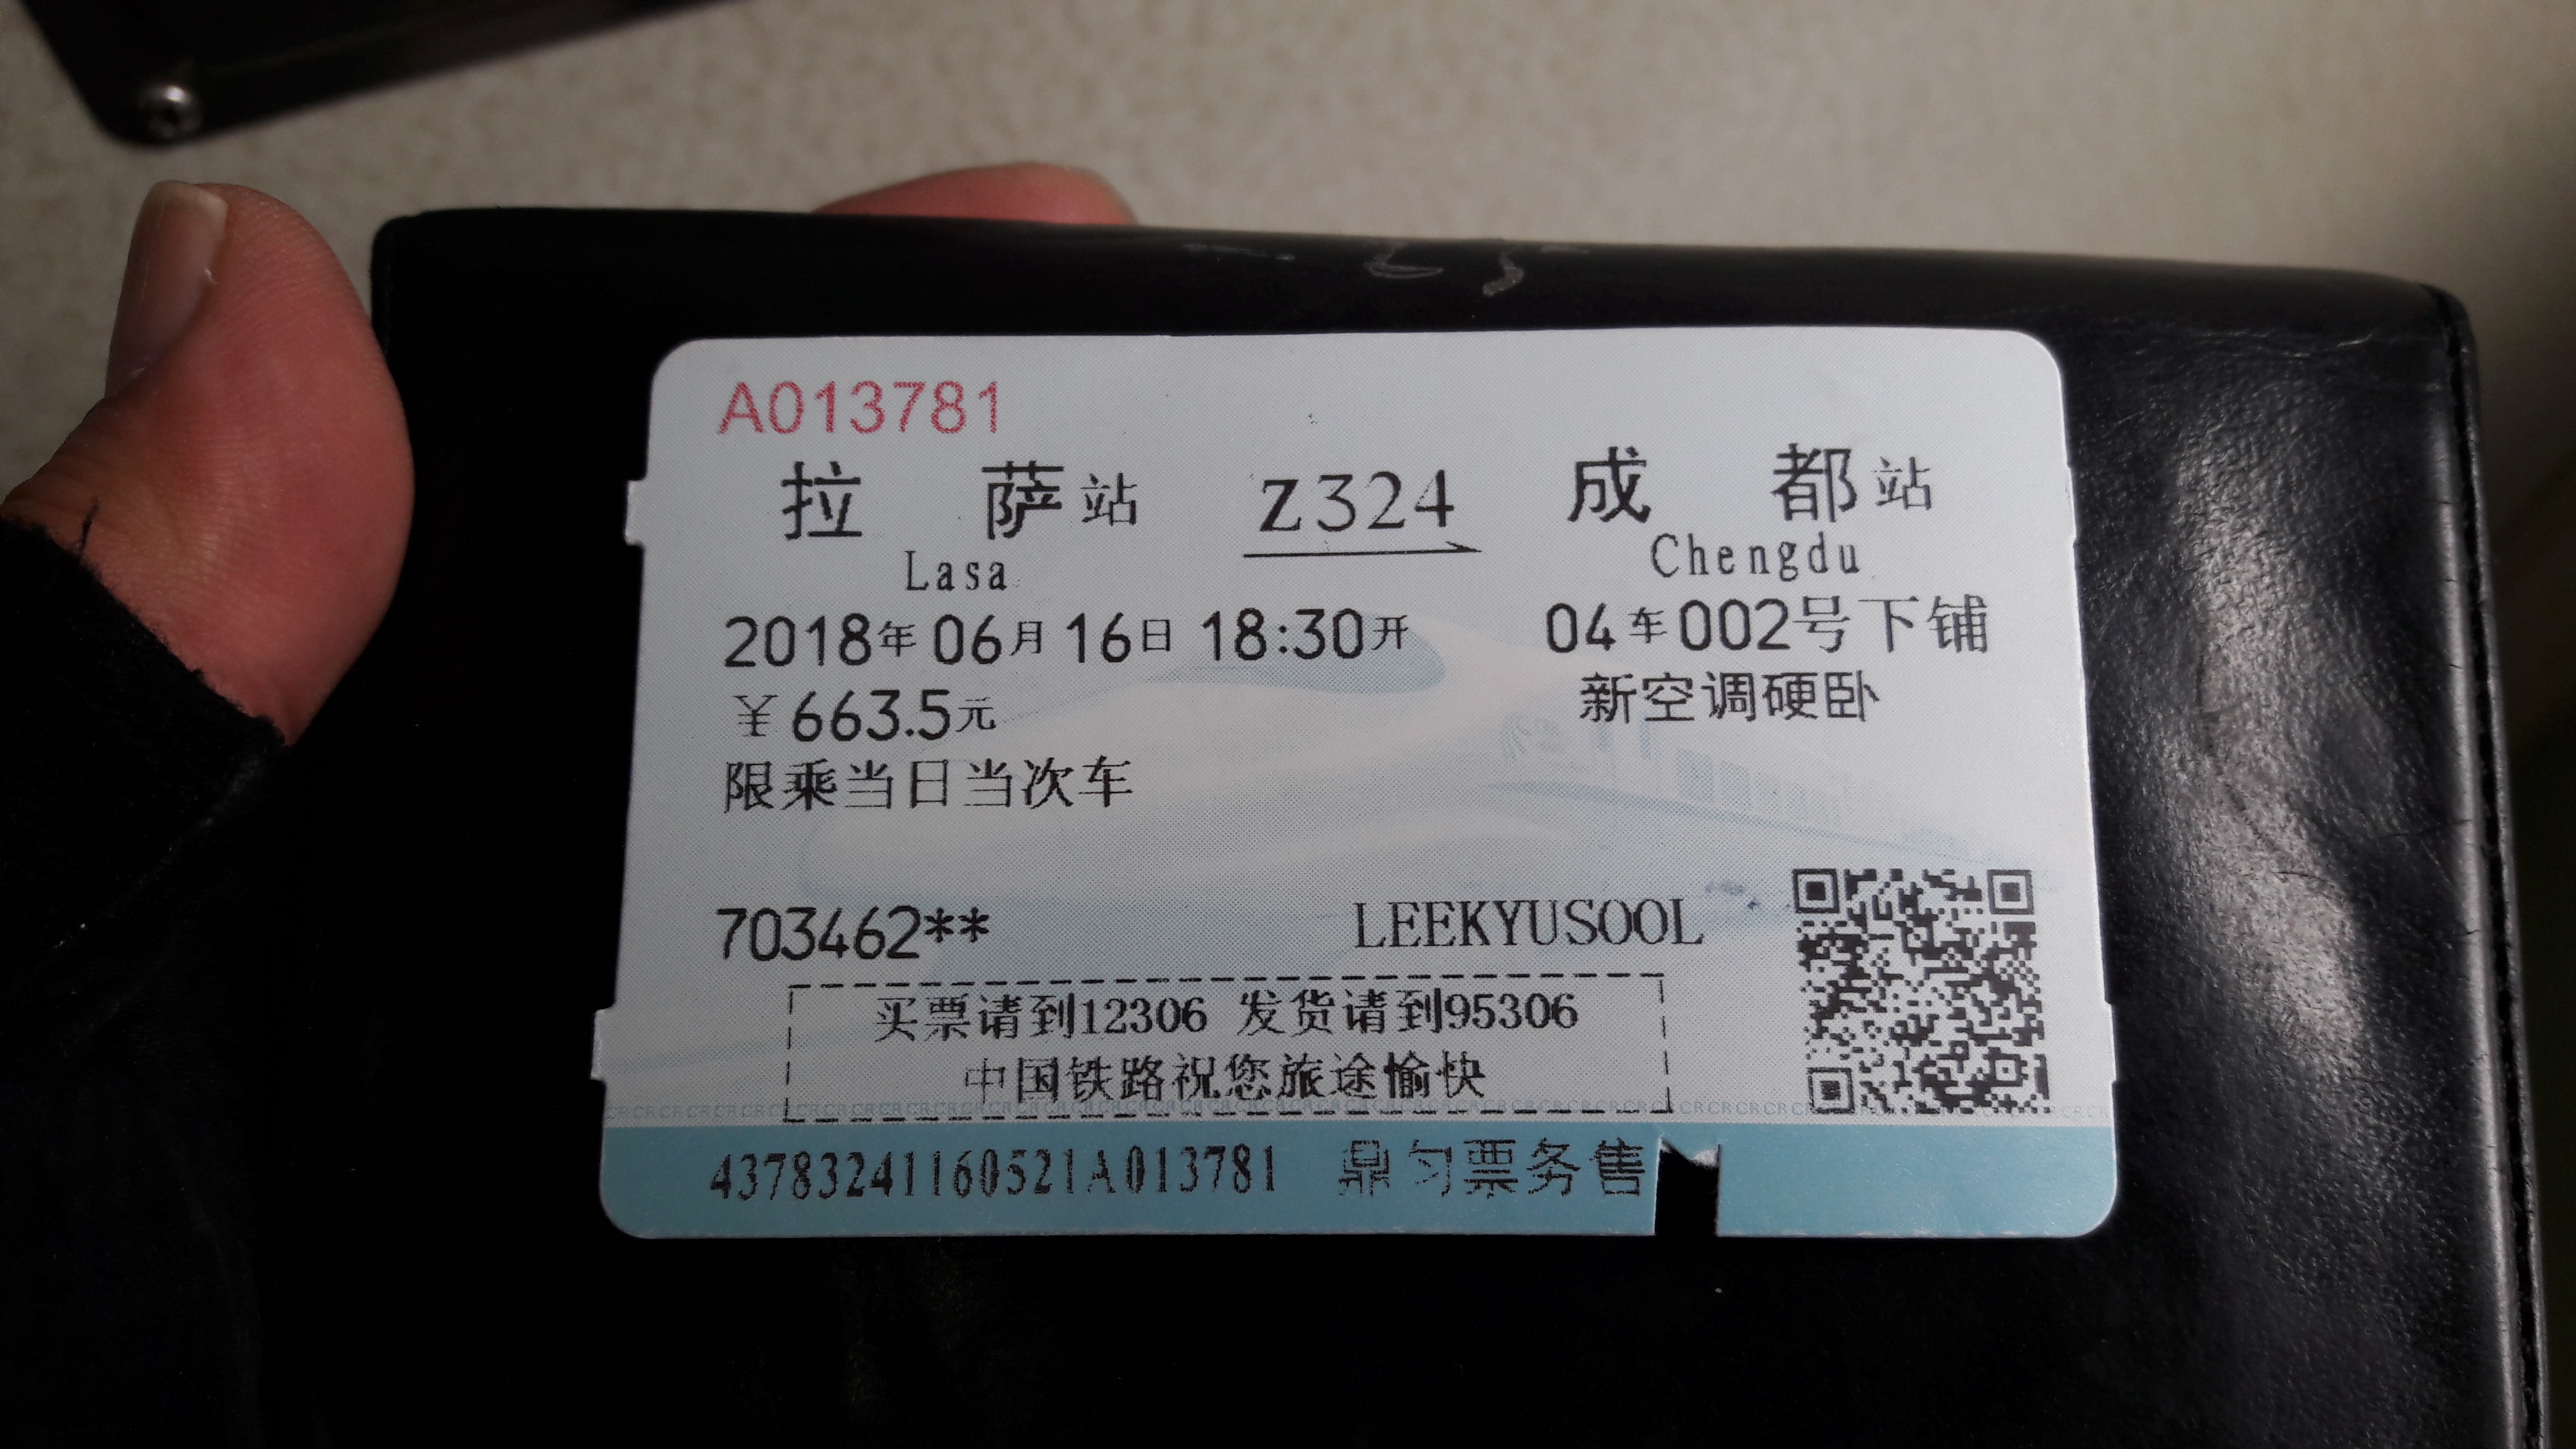 A013781
拉萨站 Z324 成都站
Lasa Chengdu
2018年06月16日 18:30开 04车002号下铺
￥663.5元 新空调硬卧
限乘当日当次车
703462** LEEKYUSOOL
买票请到12306 发货请到95306
中国铁路祝您旅途愉快
43783241160521A013781 鼎匀票务售